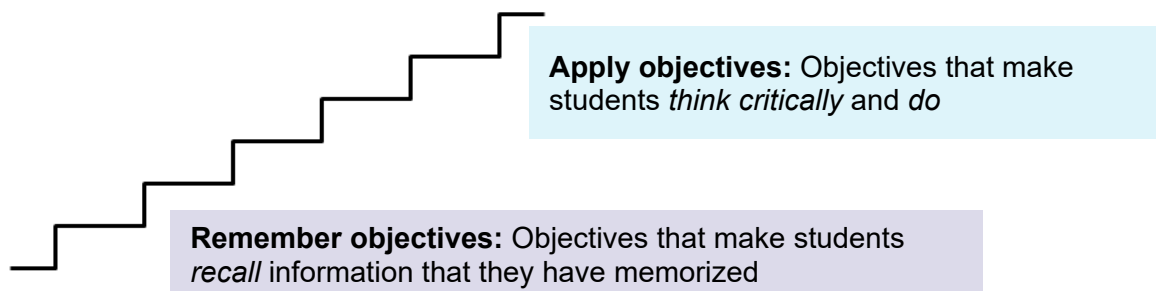 Apply objectives: Objectives that make
students think critically and do
Remember objectives: Objectives that make students
recall information that they have memorized